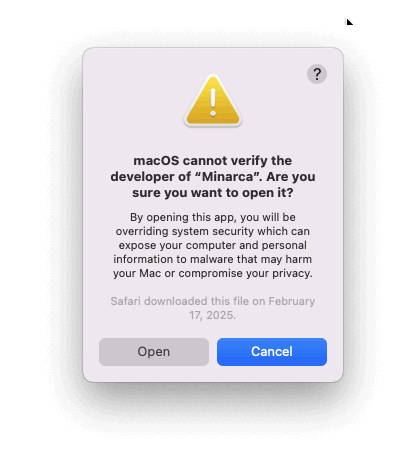 ?
macOS cannot verify the
developer of “Minarca”. Are you
sure you want to open it?
By opening this app, you will be
overriding system security which can
expose your computer and personal
information to malware that may harm
your Mac or compromise your privacy.
Safari downloaded this file on February
17, 2025.
Open
Cancel